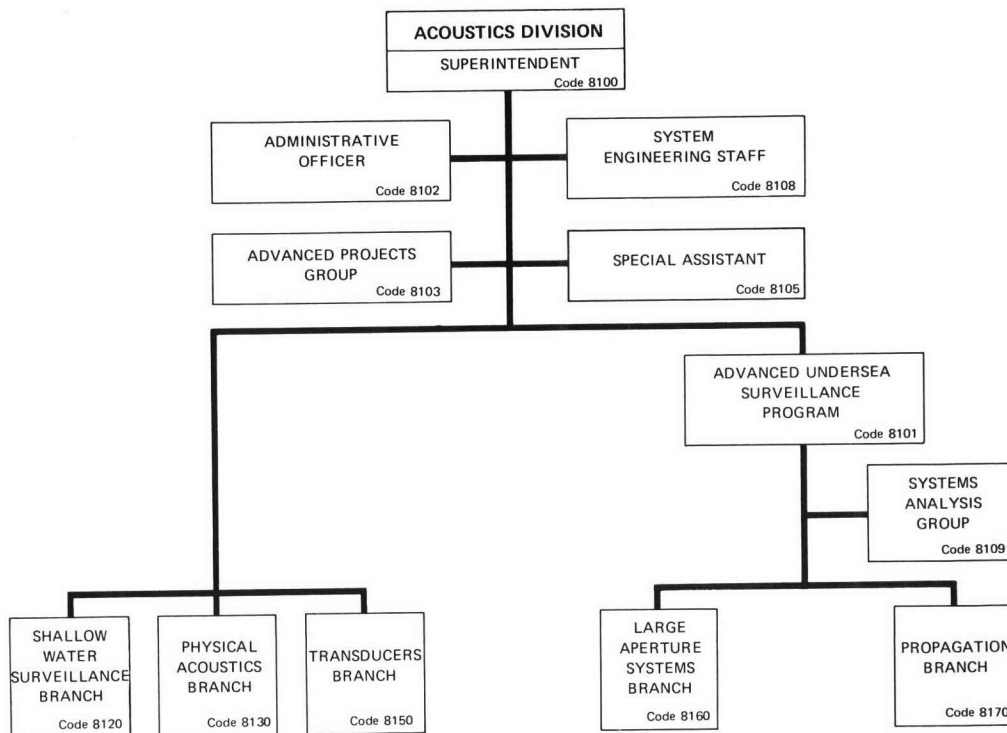 ACOUSTICS DIVISION
SUPERINTENDENT
Code 8100
ADMINISTRATIVE
OFFICER
Code 8102
SYSTEM
ENGINEERING STAFF
Code 8108
ADVANCED PROJECTS
GROUP
Code 8103
SPECIAL ASSISTANT
Code 8105
ADVANCED UNDERSEA
SURVEILLANCE
PROGRAM
Code 8101
SYSTEMS
ANALYSIS
GROUP
Code 8109
SHALLOW
WATER
SURVEILLANCE
BRANCH
Code 8120
PHYSICAL
ACOUSTICS
BRANCH
Code 8130
TRANSDUCERS
BRANCH
Code 8150
LARGE
APERTURE
SYSTEMS
BRANCH
Code 8160
PROPAGATION
BRANCH
Code 8170